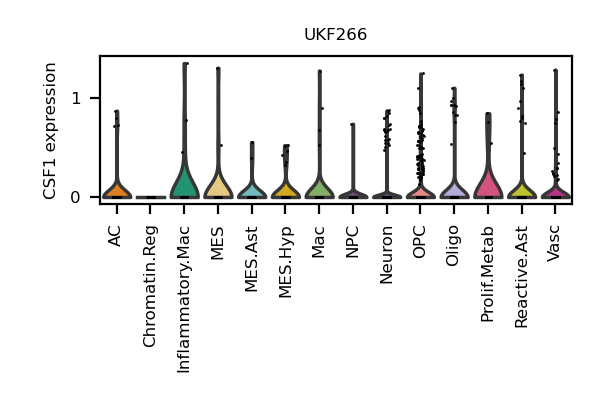 UKF266
CSF1 expression
1
0
AC
Chromatin.Reg
Inflammatory.Mac
MES
MES.Ast
MES.Hyp
Mac
NPC
Neuron
OPC
Oligo
Prolif.Metab
Reactive.Ast
Vasc